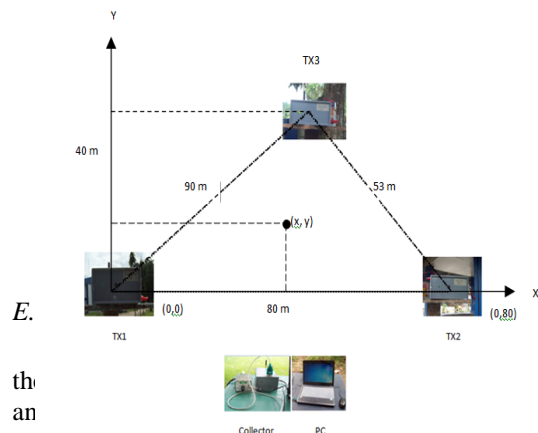 Y
TX3
40 m
90 m
53 m
(x, y)
X
E.
(0,0)
80 m
(0,80)
TX1
TX2
Collector
PC